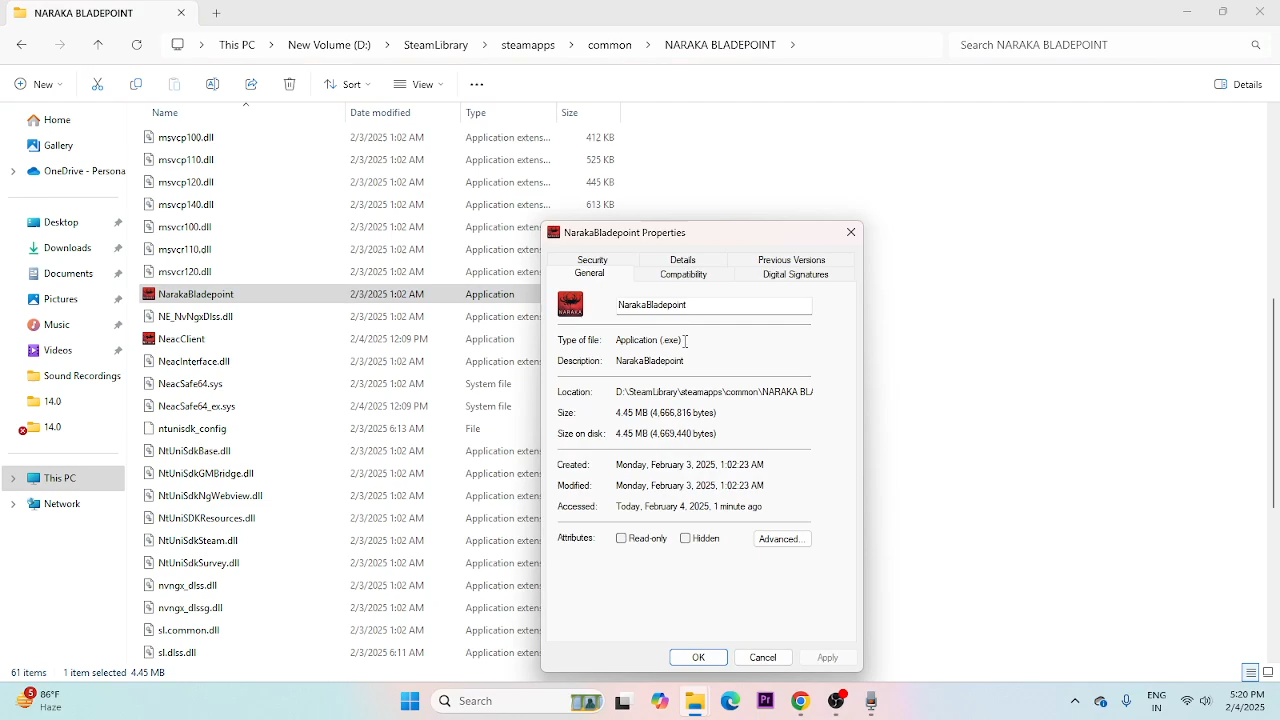 NARAKA BLADEPOINT
This PC
New Volume (D:)
SteamLibrary
steamapps
common
NARAKA BLADEPOINT
Search NARAKA BLADEPOINT
New
Sort
View
Details
Name
Date modified
Type
Size
Home
Gallery
OneDrive - Persona
Desktop
Downloads
Documents
Pictures
Music
Videos
Sound Recordings
14.0
14.0
This PC
Network
msvcp100.dll 2/3/2025 1:02 AM Application extens... 412 KB
msvcp110.dll 2/3/2025 1:02 AM Application extens... 525 KB
msvcp120.dll 2/3/2025 1:02 AM Application extens... 445 KB
msvcp140.dll 2/3/2025 1:02 AM Application extens... 613 KB
msvcr100.dll 2/3/2025 1:02 AM Application extens
msvcr110.dll 2/3/2025 1:02 AM Application extens
msvcr120.dll 2/3/2025 1:02 AM Application extens
NarakaBladepoint 2/3/2025 1:02 AM Application
NE_NvNgxDlss.dll 2/3/2025 1:02 AM Application extens
NeacClient 2/4/2025 12:09 PM Application
NeacInterface.dll 2/3/2025 1:02 AM Application extens
NeacSafe64.sys 2/3/2025 1:02 AM System file
NeacSafe64_ex.sys 2/4/2025 12:09 PM System file
ntunisdk_config 2/3/2025 6:13 AM File
NtUniSdkBase.dll 2/3/2025 1:02 AM Application extens
NtUniSdkGMBridge.dll 2/3/2025 1:02 AM Application extens
NtUniSdkNgWebview.dll 2/3/2025 1:02 AM Application extens
NtUniSDKResources.dll 2/3/2025 1:02 AM Application extens
NtUniSdkSteam.dll 2/3/2025 1:02 AM Application extens
NtUniSdkSurvey.dll 2/3/2025 1:02 AM Application extens
nvngx_dlss.dll 2/3/2025 1:02 AM Application extens
nvngx_dlssg.dll 2/3/2025 1:02 AM Application extens
sl.common.dll 2/3/2025 1:02 AM Application extens
sl.dlss.dll 2/3/2025 6:11 AM Application extens
NarakaBladepoint Properties
Security Details Previous Versions
General Compatibility Digital Signatures
NARAKA
NarakaBladepoint
Type of file: Application (.exe)
Description: NarakaBladepoint
Location: D:\SteamLibrary\steamapps\common\NARAKA BL
Size: 4.45 MB (4,666,816 bytes)
Size on disk: 4.45 MB (4,669,440 bytes)
Created: Monday, February 3, 2025, 1:02:23 AM
Modified: Monday, February 3, 2025, 1:02:23 AM
Accessed: Today, February 4, 2025, 1 minute ago
Attributes: Read-only Hidden Advanced...
OK Cancel Apply
61 items 1 item selected 4.45 MB
5
86°F
Haze
Search
ENG
IN
5:20 PM
2/4/2025